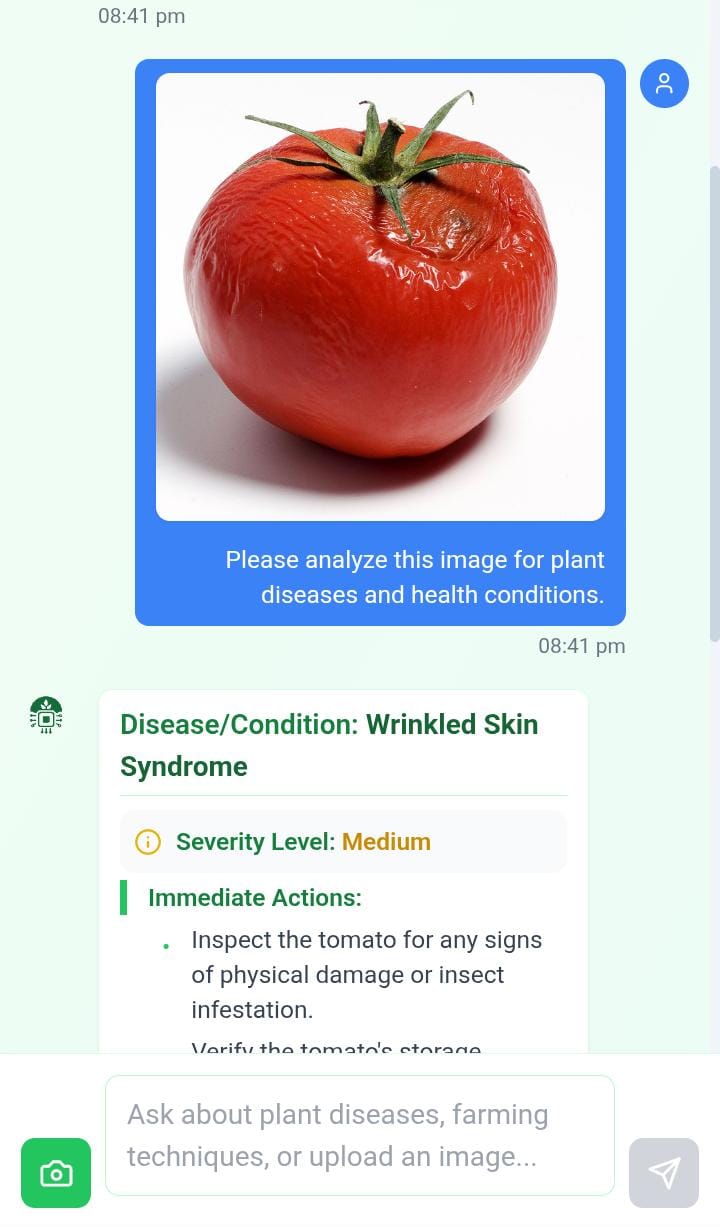 08:41 pm
Please analyze this image for plant
diseases and health conditions.
08:41 pm
Disease/Condition: Wrinkled Skin
Syndrome
Severity Level: Medium
Immediate Actions:
Inspect the tomato for any signs
of physical damage or insect
infestation.
Verify the tomato's storage
Ask about plant diseases, farming
techniques, or upload an image...